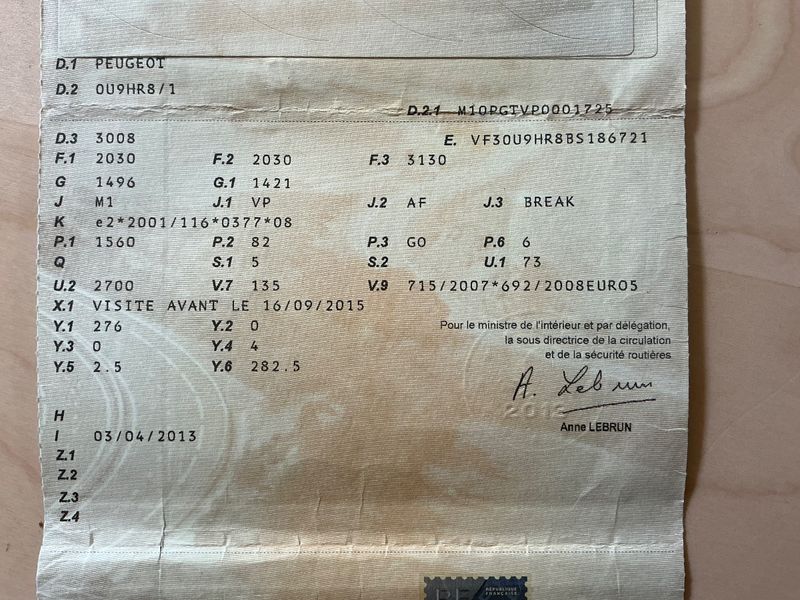 D.1 PEUGEOT
D.2 0U9HR8/1
D.2.1 M10PGTVP0001725
D.3 3008 E. VF30U9HR8BS186721
F.1 2030 F.2 2030 F.3 3130
G 1496 G.1 1421
J M1 J.1 VP J.2 AF J.3 BREAK
K e2*2001/116*0377*08
P.1 1560 P.2 82 P.3 GO P.6 6
Q S.1 5 S.2 U.1 73
U.2 2700 V.7 135 V.9 715/2007*692/2008EURO5
X.1 VISITE AVANT LE 16/09/2015
Y.1 276 Y.2 0
Y.3 0 Y.4 4
Y.5 2.5 Y.6 282.5
Pour le ministre de l'intérieur et par délégation,
la sous directrice de la circulation
et de la sécurité routières
A. Lebrun
Anne LEBRUN
H
I 03/04/2013
Z.1
Z.2
Z.3
Z.4
RF
RÉPUBLIQUE
FRANÇAISE